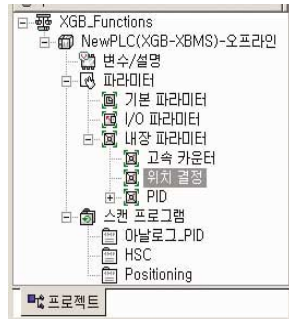 XGB_Functions
NewPLC(XGB-XBMS)-오프라인
변수/설명
파라미터
기본 파라미터
I/O 파라미터
내장 파라미터
고속 카운터
위치 결정
PID
스캔 프로그램
아날로그_PID
HSC
Positioning
프로젝트